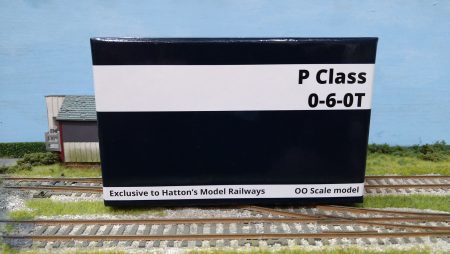 P Class
0-6-0T
Exclusive to Hatton's Model Railways OO Scale model